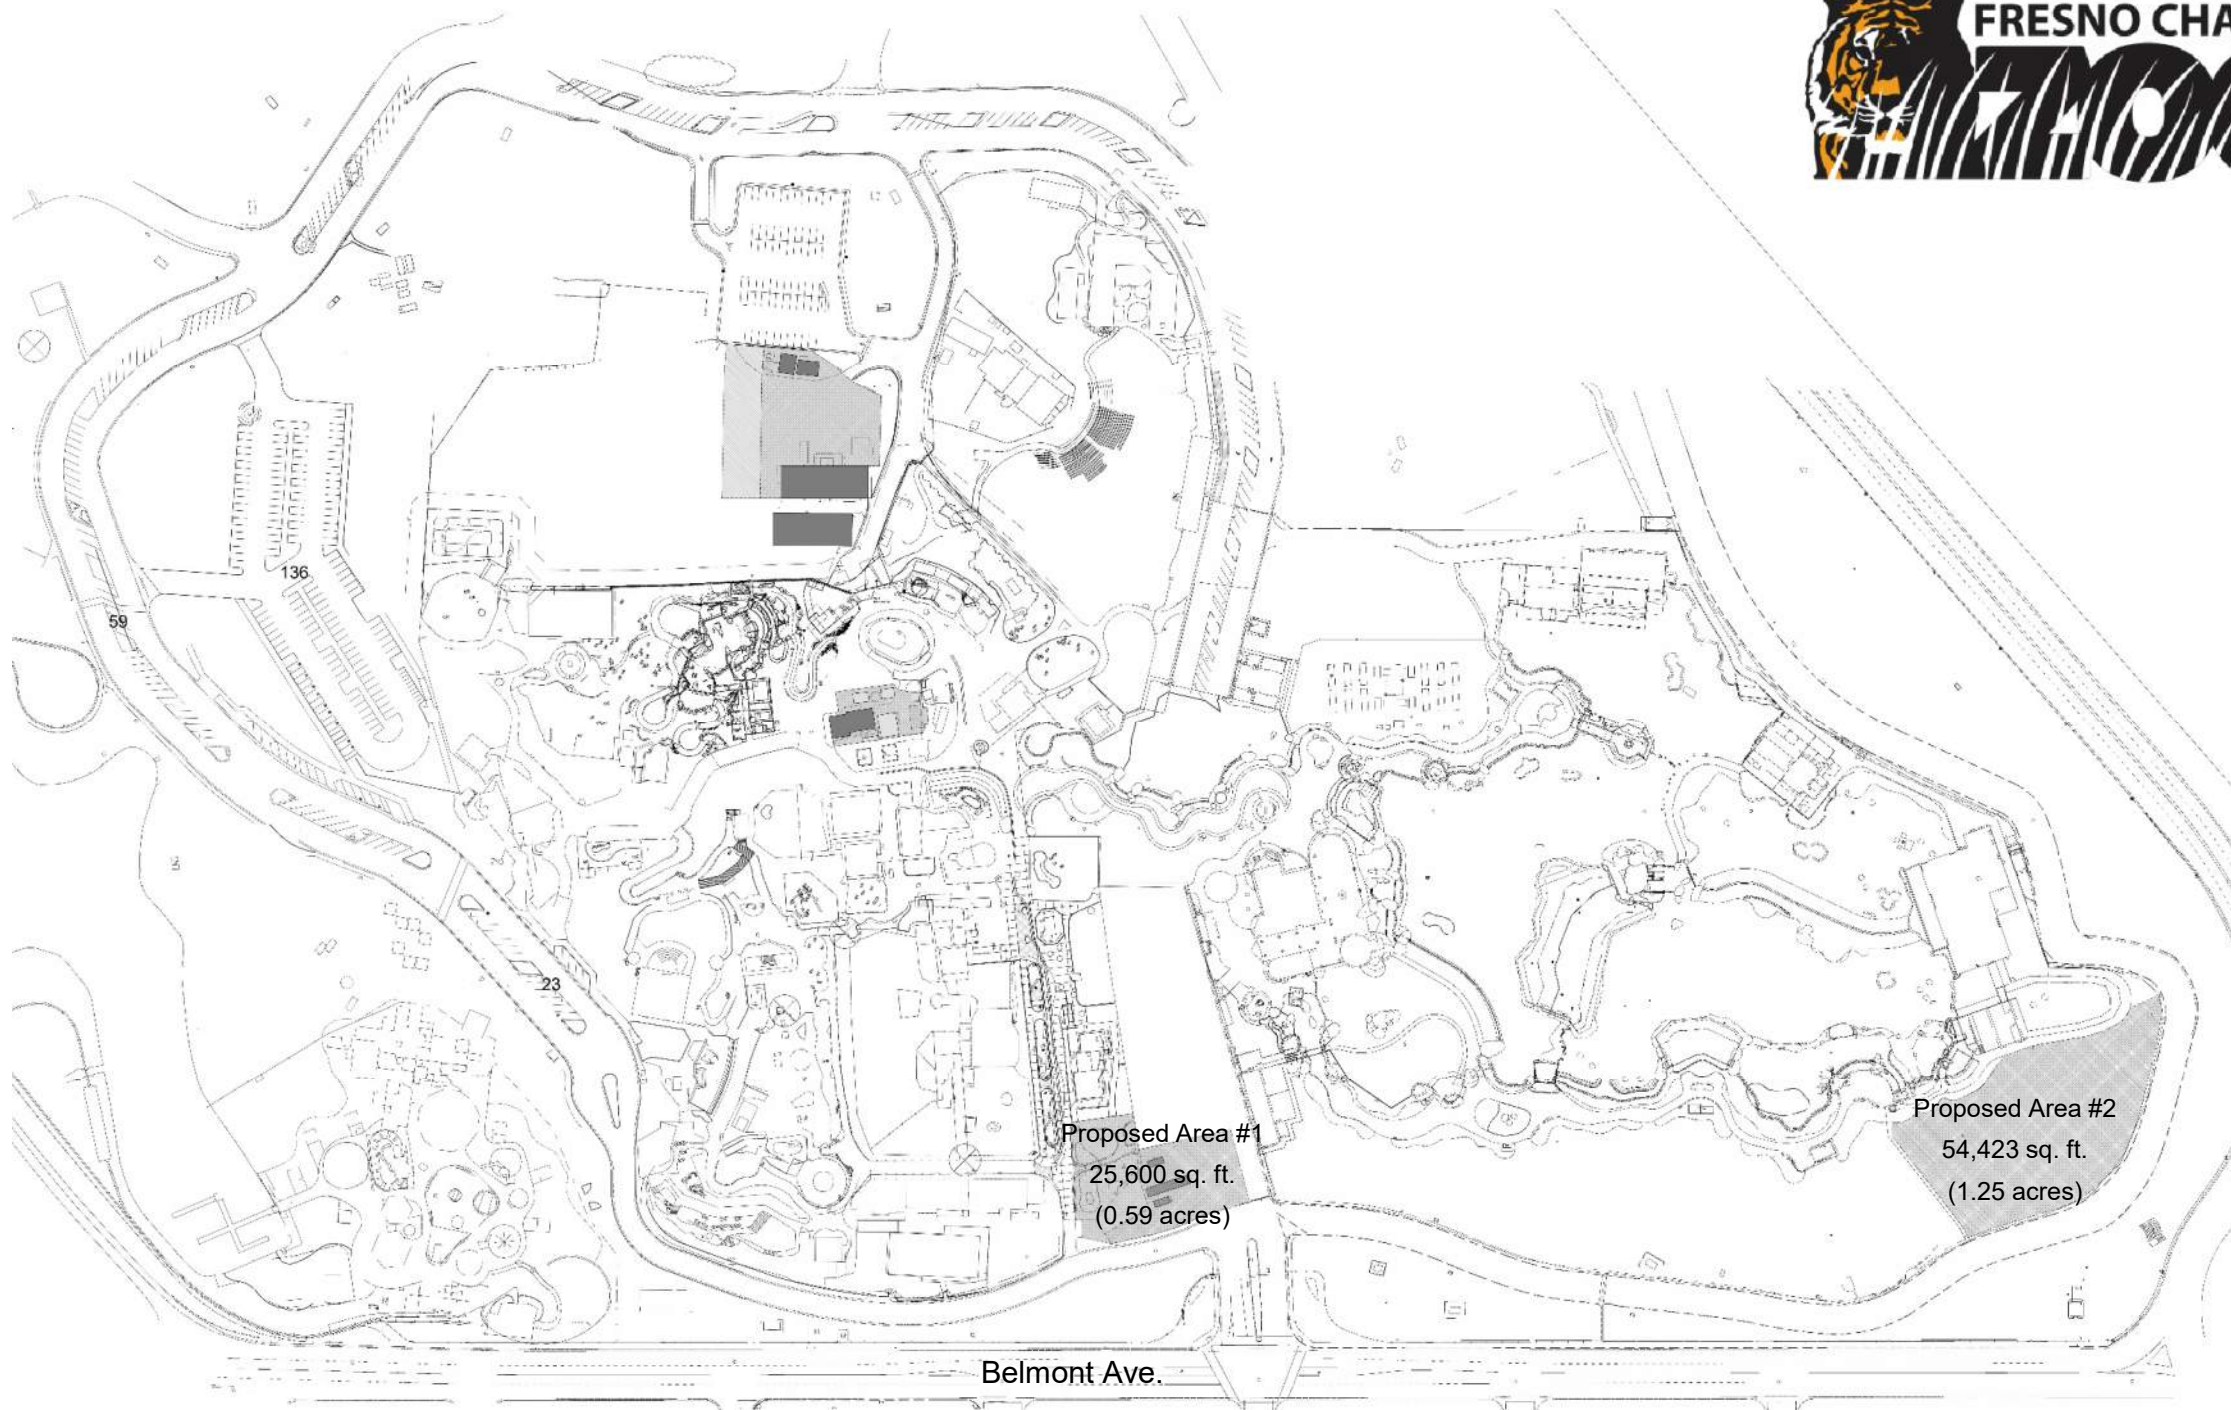 FRESNO CHA
ZOO
136
59
23
Proposed Area #1
25,600 sq. ft.
(0.59 acres)
Proposed Area #2
54,423 sq. ft.
(1.25 acres)
Belmont Ave.